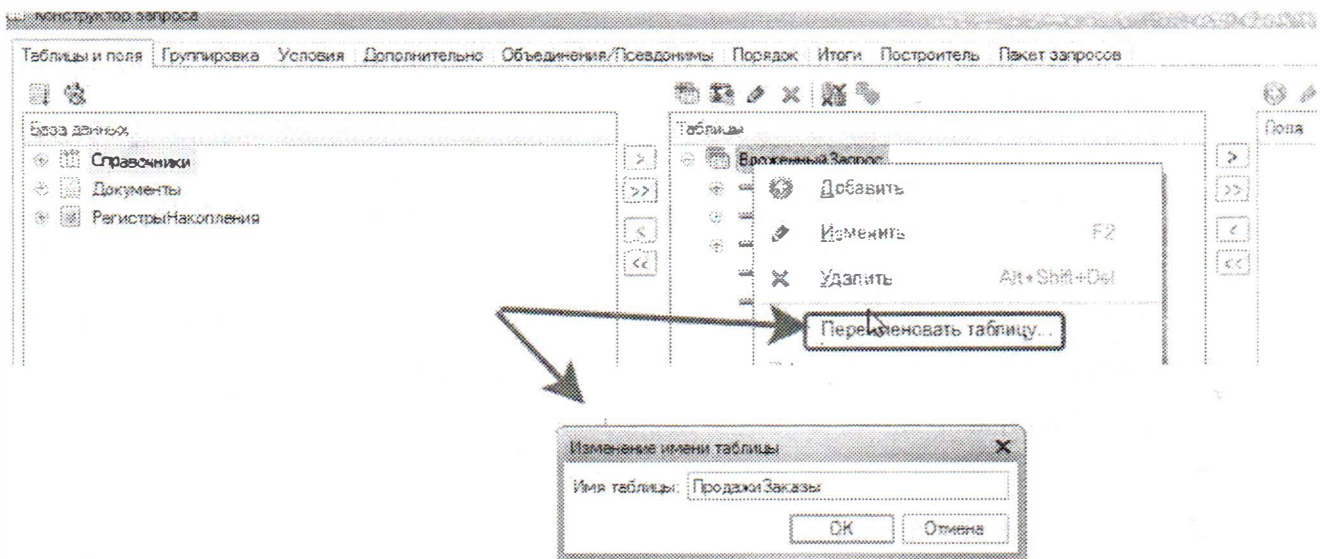 Конструктор запроса
Таблицы и поля Группировка Условия Дополнительно Объединения/Псевдонимы Порядок Итоги Построитель Пакет запросов
База данных
Справочники
Документы
РегистрыНакопления
> 
>>
<
<<
Таблицы
ВложенныйЗапрос
Добавить
Изменить F2
Удалить Alt+Shift+Del
Переименовать таблицу...
>
>>
<
<<
Поля
Изменение имени таблицы
Имя таблицы: ПродажиЗаказы
OK Отмена